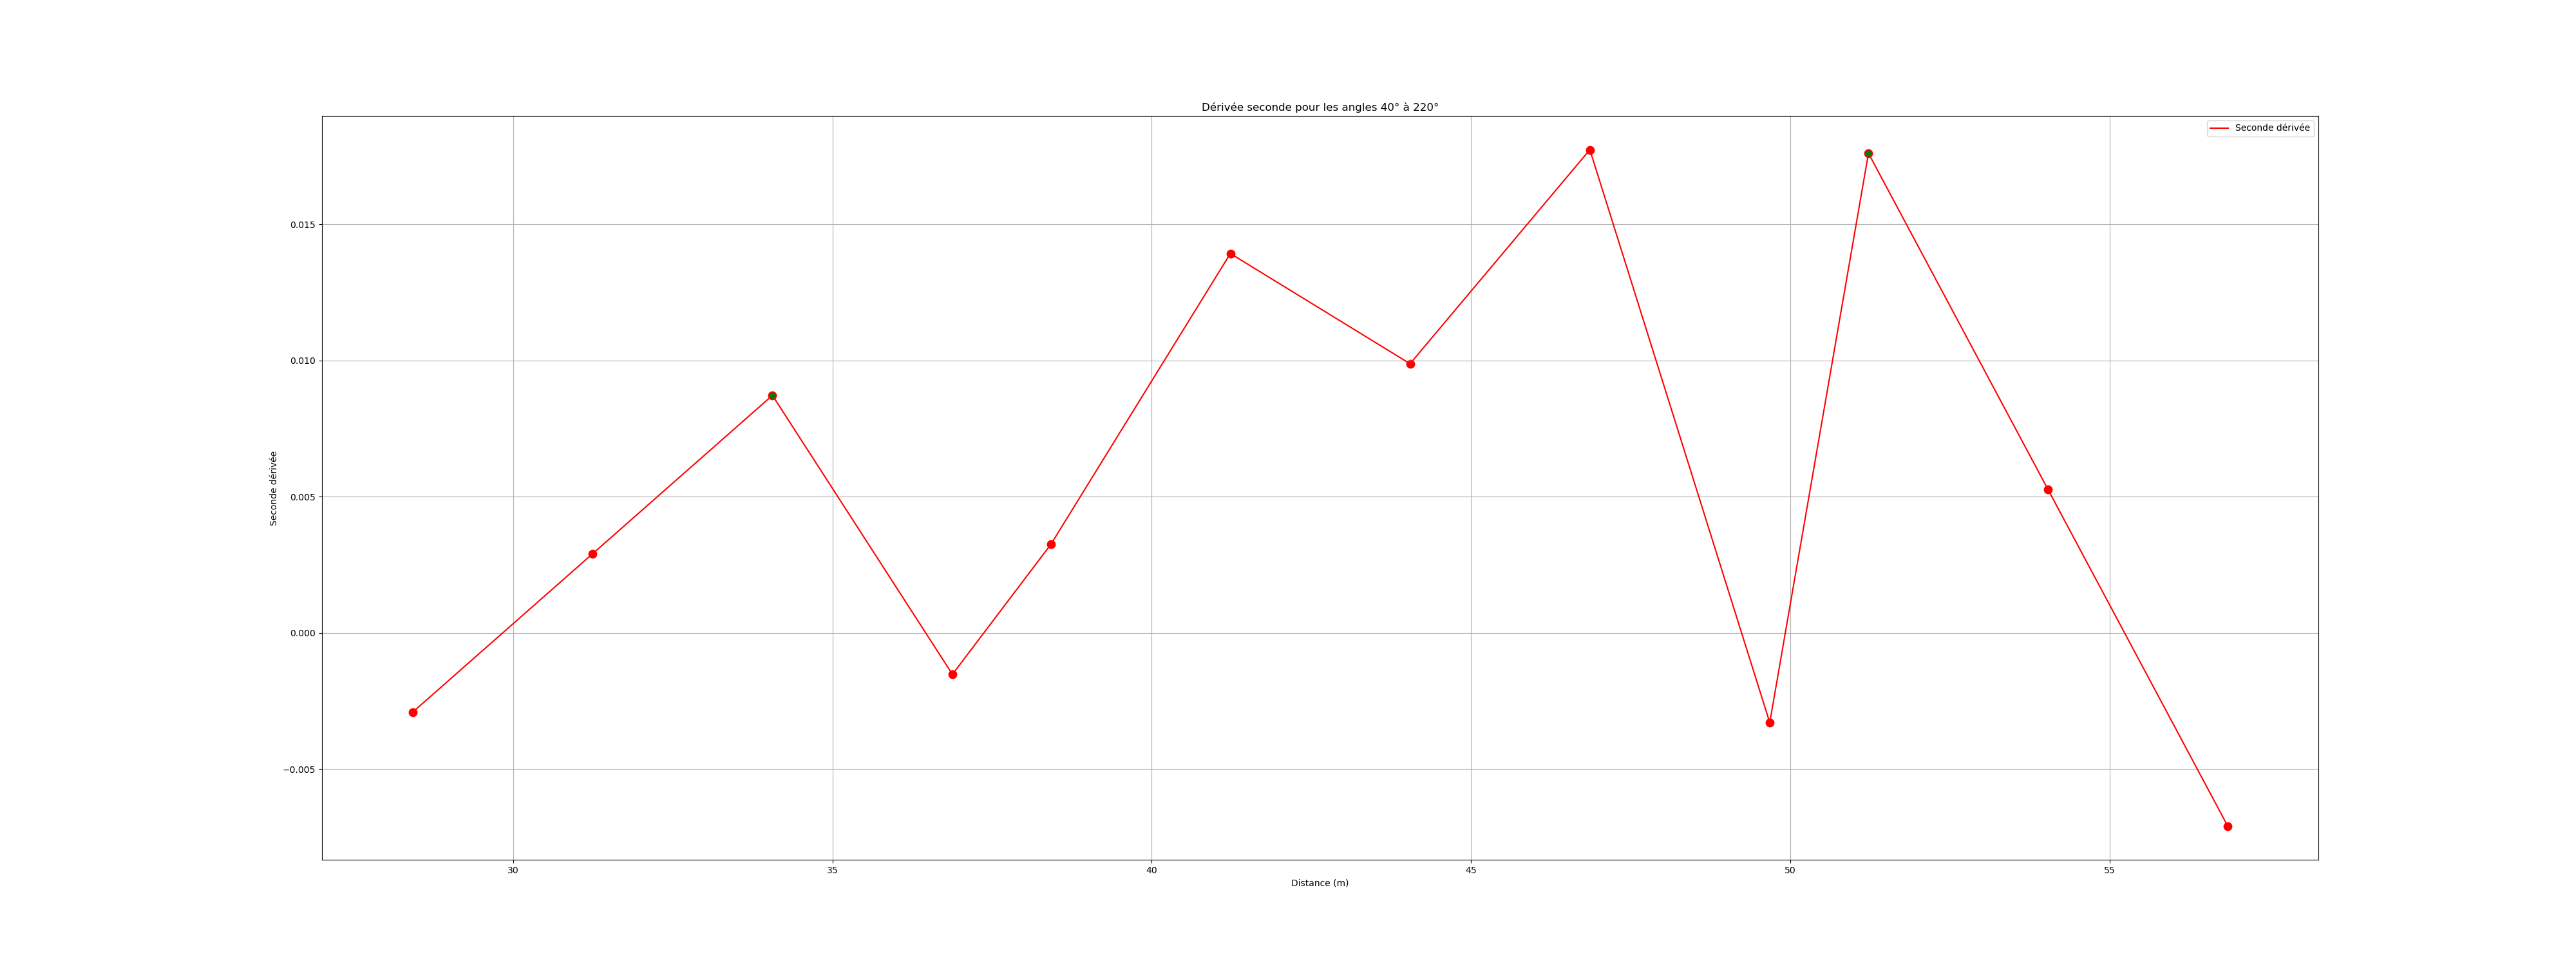 Dérivée seconde pour les angles 40° à 220°
Seconde dérivée
0.015
0.010
0.005
0.000
−0.005
Seconde dérivée
30
35
40
45
50
55
Distance (m)